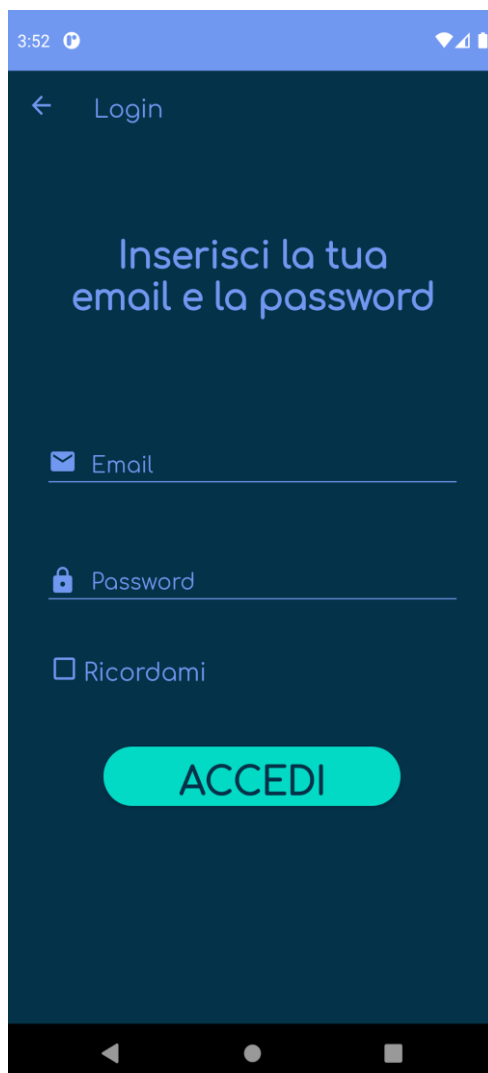 3:52
Login
Inserisci la tua
email e la password
Email
Password
Ricordami
ACCEDI